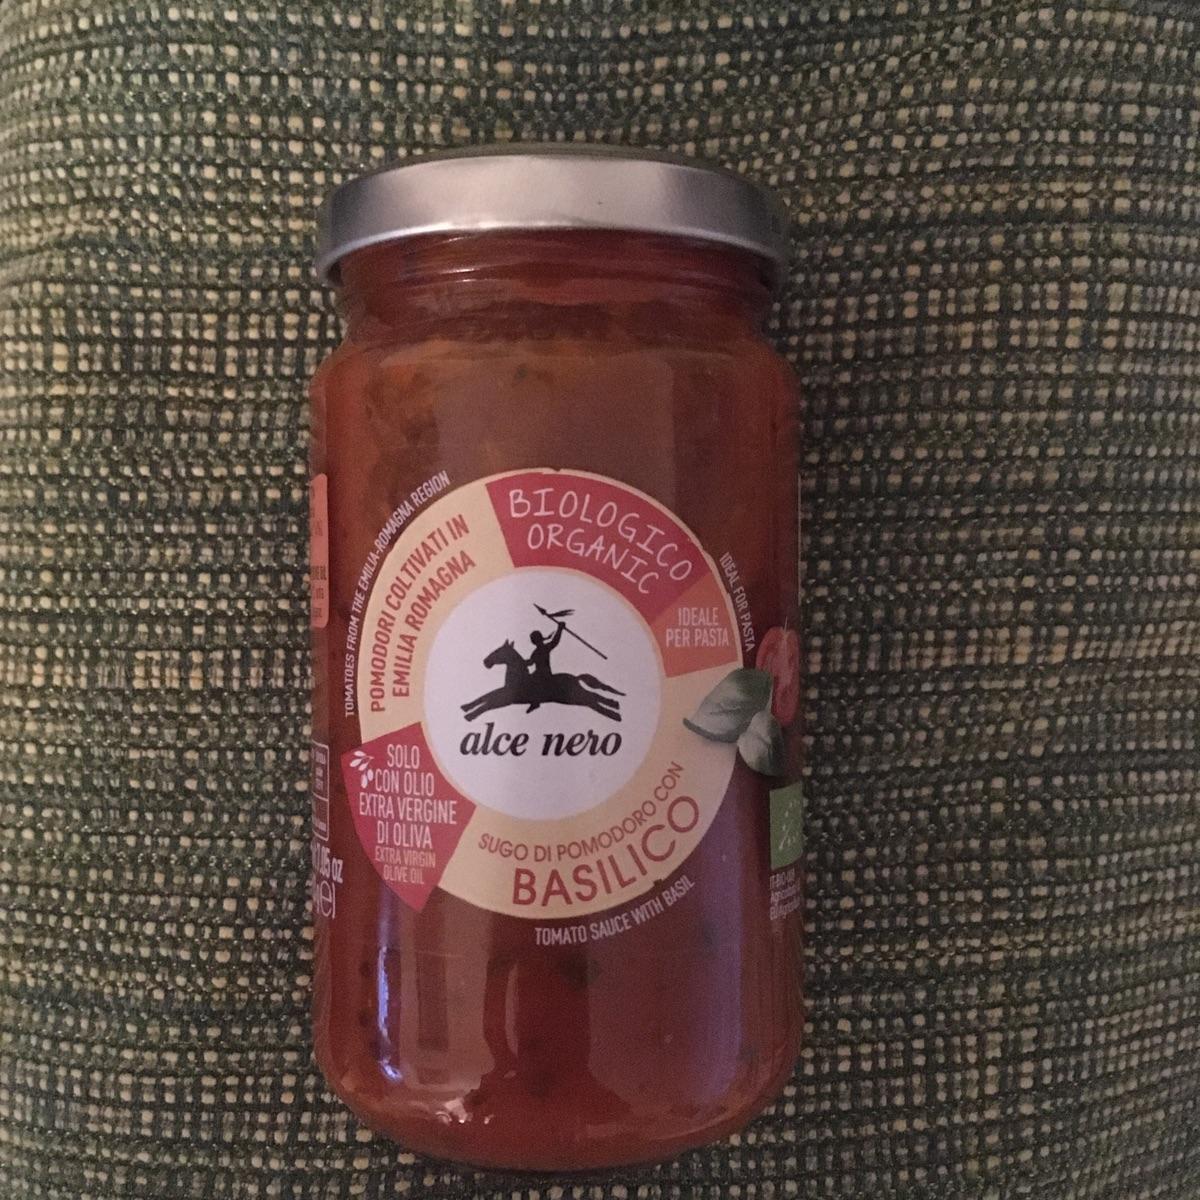 BIOLOGICO
ORGANIC
IDEALE
PER PASTA
IDEAL FOR PASTA
TOMATOES FROM THE EMILIA-ROMAGNA REGION
POMODORI COLTIVATI IN
EMILIA ROMAGNA
alce nero
SOLO
CON OLIO
EXTRA VERGINE
DI OLIVA
EXTRA VIRGIN
OLIVE OIL
SUGO DI POMODORO CON
BASILICO
TOMATO SAUCE WITH BASIL
oz